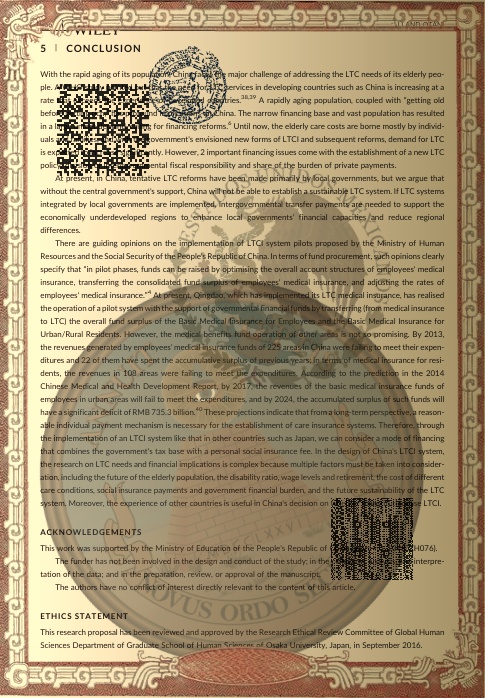 WILEY
5 | CONCLUSION
With the rapid aging of its population, China the major challenge of addressing the LTC needs of its elderly peo-
ple. services in developing countries such as China is increasing at a
rate countries.38,39 A rapidly aging population, coupled with "getting old
China. The narrow financing base and vast population has resulted
in a for financing reforms.6 Until now, the elderly care costs are borne mostly by individ-
uals government's envisioned new forms of LTCI and subsequent reforms, demand for LTC
is However, 2 important financing issues come with the establishment of a new LTC
fiscal responsibility and share of the burden of private payments.
At present, in China, tentative LTC reforms have been made primarily by local governments, but we argue that
without the central government's support, China will not be able to establish a sustainable LTC system. If LTC systems
integrated by local governments are implemented, intergovernmental transfer payments are needed to support the
economically underdeveloped regions to enhance local governments' financial capacities and reduce regional
differences.
There are guiding opinions on the implementation of LTCI system pilots proposed by the Ministry of Human
Resources and the Social Security of the People's Republic of China. In terms of fund procurement, such opinions clearly
specify that "in pilot phases, funds can be raised by optimising the overall account structures of employees' medical
insurance, transferring the consolidated fund surplus of employees' medical insurance, and adjusting the rates of
employees' medical insurance." At present, Qingdao, which has implemented its LTC medical insurance, has realised
the operation of a pilot system with the support of governmental financial funds by transferring (from medical insurance
to LTC) the overall fund surplus of the Basic Medical Insurance for Employees and the Basic Medical Insurance for
Urban/Rural Residents. However, the medical benefits fund operation of other areas is not so promising. By 2013,
the revenues generated by employees' medical insurance funds of 225 areas in China were failing to meet their expen-
ditures and 22 of them have spent the accumulative surplus of previous years; in terms of medical insurance for resi-
dents, the revenues in 108 areas were failing to meet the expenditures. According to the prediction in the 2014
Chinese Medical and Health Development Report, by 2017, the revenues of the basic medical insurance funds of
employees in urban areas will fail to meet the expenditures, and by 2024, the accumulated surplus of such funds will
have a significant deficit of RMB 735.3 billion.40 These projections indicate that from a long-term perspective, a reason-
able individual payment mechanism is necessary for the establishment of care insurance systems. Therefore, through
the implementation of an LTCI system like that in other countries such as Japan, we can consider a mode of financing
that combines the government's tax base with a personal social insurance fee. In the design of China's LTCI system,
the research on LTC needs and financial implications is complex because multiple factors must be taken into consider-
ation, including the future of the elderly population, the disability ratio, wage levels and retirement; the cost of different
care conditions, social insurance payments and government financial burden, and the future sustainability of the LTC
system. Moreover, the experience of other countries is useful in China's decision on LTCI.
ACKNOWLEDGEMENTS
This work was supported by the Ministry of Education of the People's Republic of
The funder has not been involved in the design and conduct of the study; in the interpre-
tation of the data; and in the preparation, review, or approval of the manuscript.
The authors have no conflict of interest directly relevant to the content of this article.
ETHICS STATEMENT
This research proposal has been reviewed and approved by the Research Ethical Review Committee of Global Human
Sciences Department of Graduate School of Human Sciences of Osaka University, Japan, in September 2016.